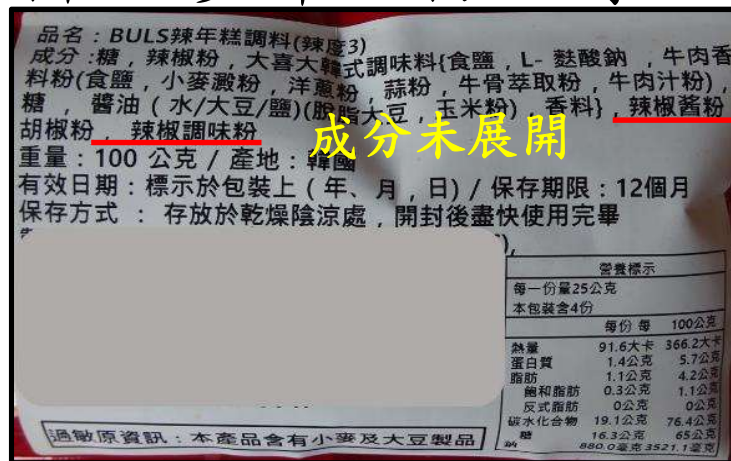 品名:BULS辣年糕調料(辣度3)
成分:糖,辣椒粉,大喜大韓式調味料{食鹽,L-麩酸鈉,牛肉香
料粉(食鹽,小麥澱粉,洋蔥粉,蒜粉,牛骨萃取粉,牛肉汁粉),
糖,醬油(水/大豆/鹽)(脫脂大豆,玉米粉),香料},辣椒酱粉
胡椒粉,辣椒調味粉
成分未展開
重量:100公克/產地:韓國
有效日期:標示於包裝上(年、月,日)/保存期限:12個月
保存方式:存放於乾燥陰涼處,開封後盡快使用完畢
營養標示
每一份量25公克
本包裝含4份
每份 每 100公克
熱量 91.6大卡 366.2大卡
蛋白質 1.4公克 5.7公克
脂肪 1.1公克 4.2公克
飽和脂肪 0.3公克 1.1公克
反式脂肪 0公克 0公克
碳水化合物 19.1公克 76.4公克
糖 16.3公克 65公克
鈉 880.0毫克 3521.1毫克
過敏原資訊:本產品含有小麥及大豆製品